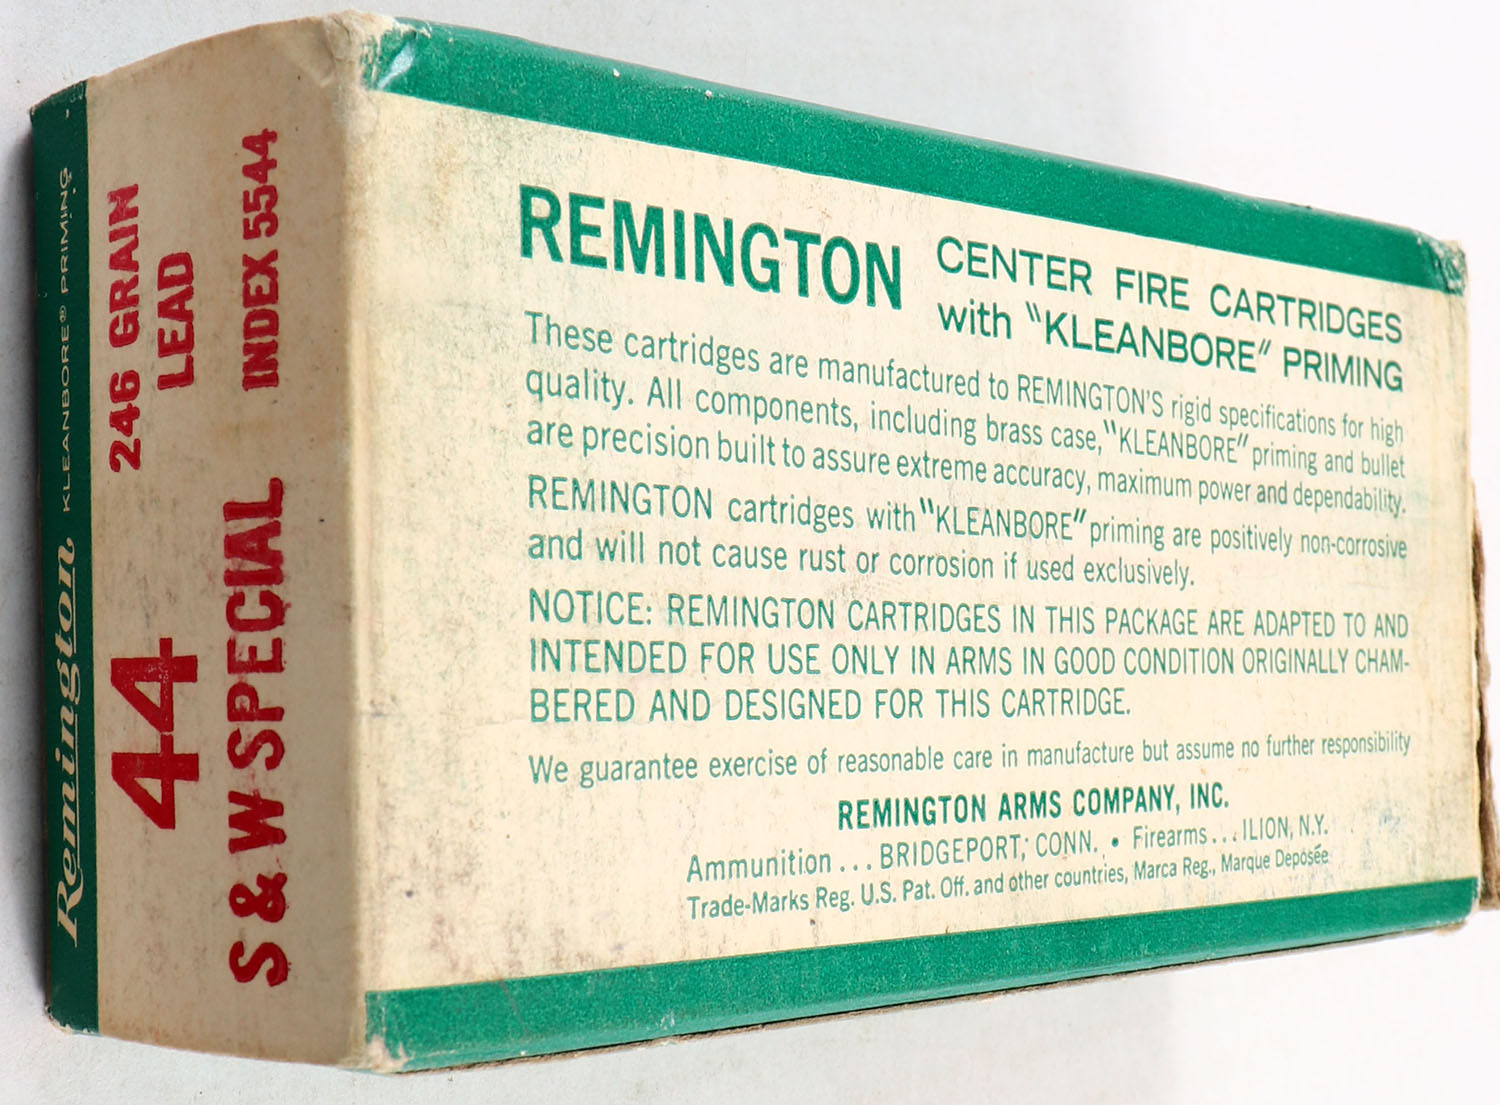 Remington KLEANBORE® PRIMING
44 246 GRAIN
LEAD
S & W SPECIAL INDEX 5544
REMINGTON CENTER FIRE CARTRIDGES
with "KLEANBORE" PRIMING
These cartridges are manufactured to REMINGTON'S rigid specifications for high
quality. All components, including brass case, "KLEANBORE" priming and bullet
are precision built to assure extreme accuracy, maximum power and dependability.
REMINGTON cartridges with "KLEANBORE" priming are positively non-corrosive
and will not cause rust or corrosion if used exclusively.
NOTICE: REMINGTON CARTRIDGES IN THIS PACKAGE ARE ADAPTED TO AND
INTENDED FOR USE ONLY IN ARMS IN GOOD CONDITION ORIGINALLY CHAM-
BERED AND DESIGNED FOR THIS CARTRIDGE.
We guarantee exercise of reasonable care in manufacture but assume no further responsibility
REMINGTON ARMS COMPANY, INC.
Ammunition ... BRIDGEPORT, CONN. • Firearms ... ILION, N.Y.
Trade-Marks Reg. U.S. Pat. Off. and other countries, Marca Reg., Marque Deposée